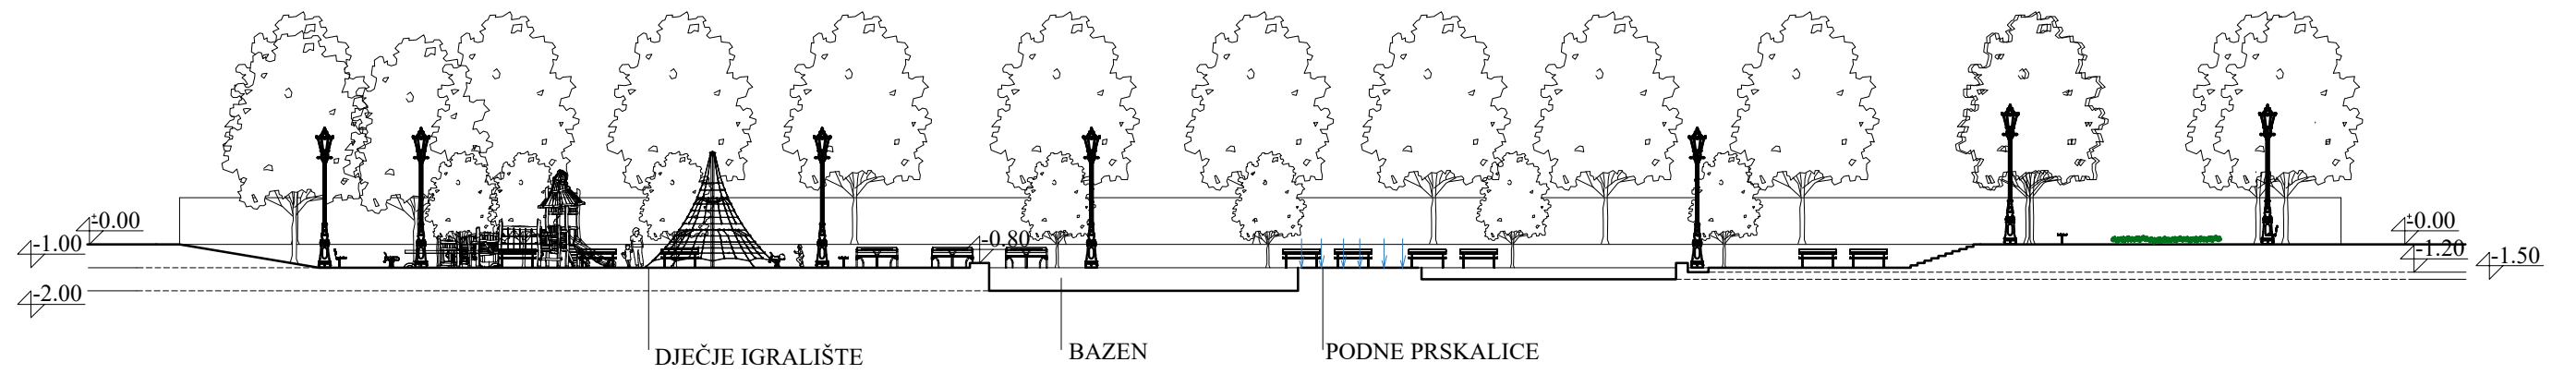 ±0.00
-1.00
-2.00
-0.80
±0.00
-1.20
-1.50
DJEČJE IGRALIŠTE
BAZEN
PODNE PRSKALICE